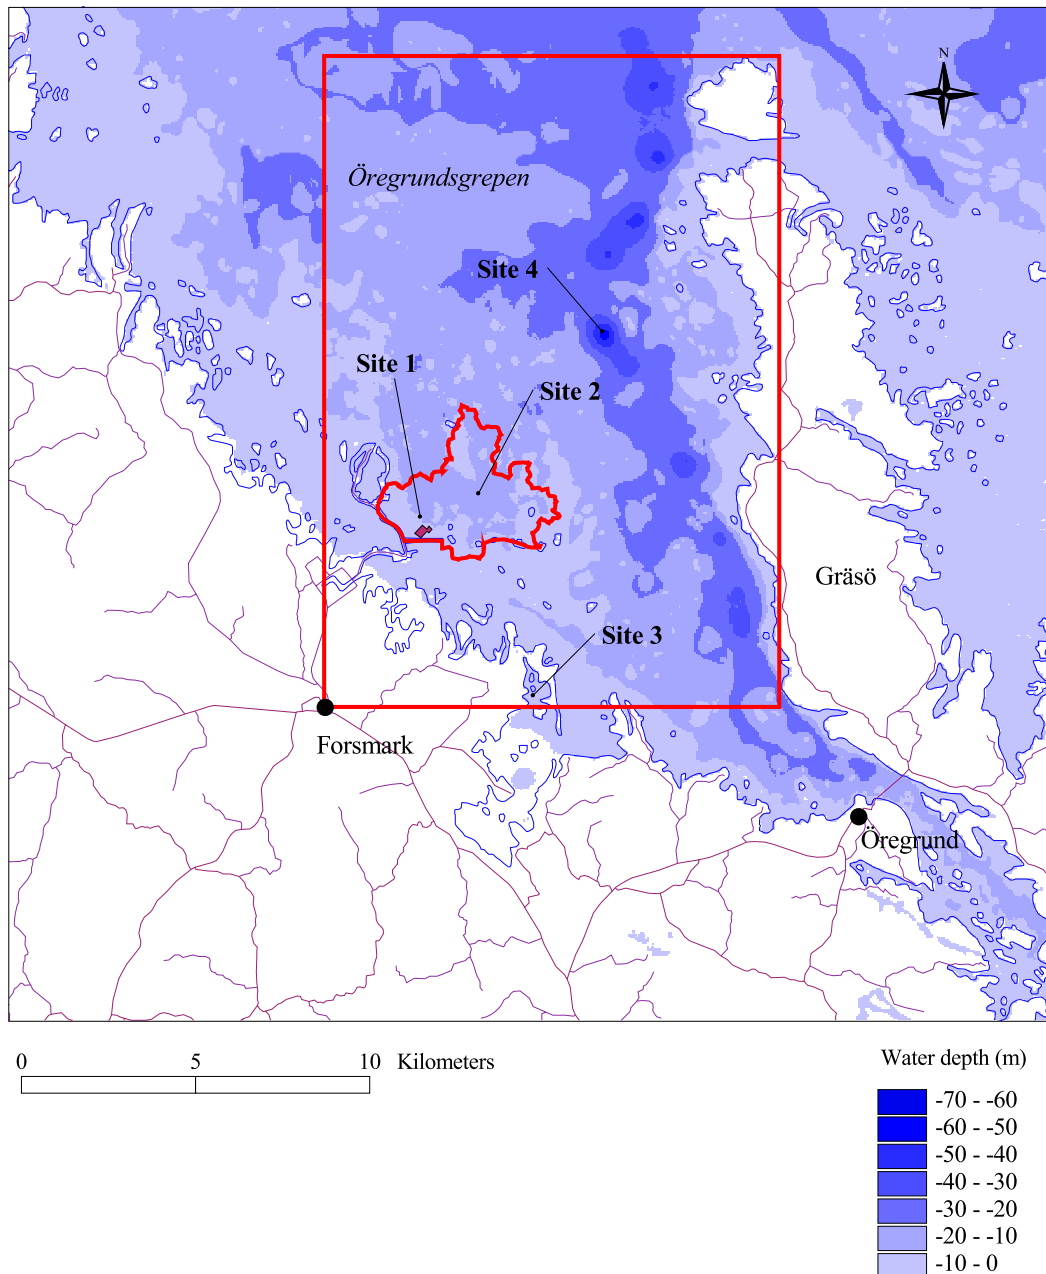 N
Öregrundsgrepen
Site 4
Site 1
Site 2
Gräsö
Site 3
Forsmark
Öregrund
0 5 10 Kilometers
Water depth (m)
-70 - -60
-60 - -50
-50 - -40
-40 - -30
-30 - -20
-20 - -10
-10 - 0